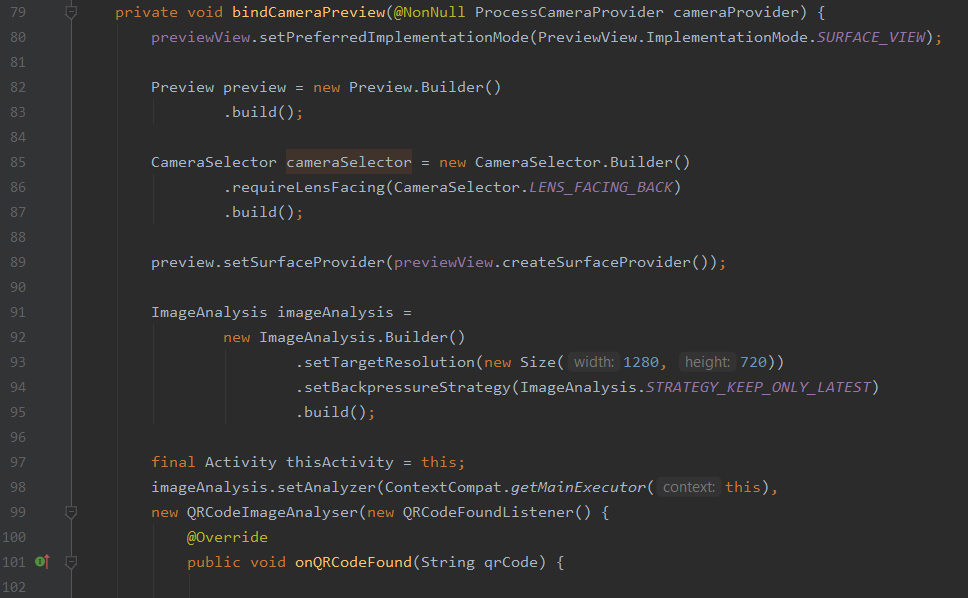 79 private void bindCameraPreview(@NonNull ProcessCameraProvider cameraProvider) {
80 previewView.setPreferredImplementationMode(PreviewView.ImplementationMode.SURFACE_VIEW);
81
82 Preview preview = new Preview.Builder()
83 .build();
84
85 CameraSelector cameraSelector = new CameraSelector.Builder()
86 .requireLensFacing(CameraSelector.LENS_FACING_BACK)
87 .build();
88
89 preview.setSurfaceProvider(previewView.createSurfaceProvider());
90
91 ImageAnalysis imageAnalysis =
92 new ImageAnalysis.Builder()
93 .setTargetResolution(new Size( width: 1280, height: 720))
94 .setBackpressureStrategy(ImageAnalysis.STRATEGY_KEEP_ONLY_LATEST)
95 .build();
96
97 final Activity thisActivity = this;
98 imageAnalysis.setAnalyzer(ContextCompat.getMainExecutor( context: this),
99 new QRCodeImageAnalyser(new QRCodeFoundListener() {
100 @Override
101 public void onQRCodeFound(String qrCode) {
102